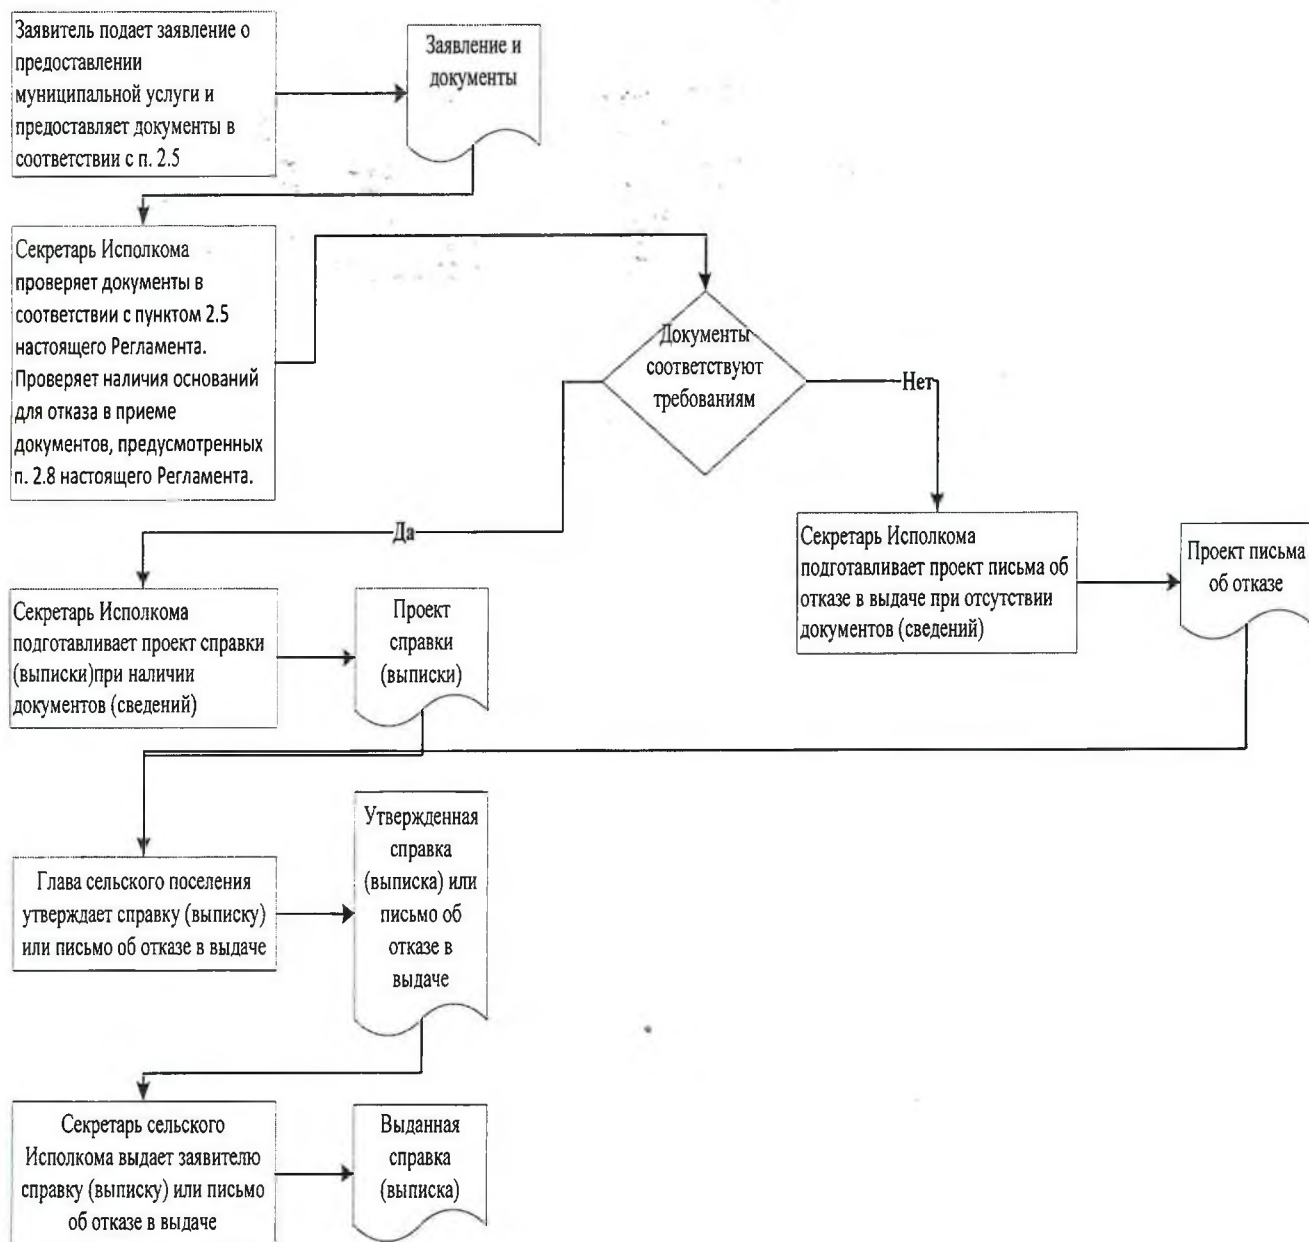 Заявитель подает заявление о
предоставлении
муниципальной услуги и
предоставляет документы в
соответствии с п. 2.5
Заявление и
документы
Секретарь Исполкома
проверяет документы в
соответствии с пунктом 2.5
настоящего Регламента.
Проверяет наличия оснований
для отказа в приеме
документов, предусмотренных
п. 2.8 настоящего Регламента.
Документы
соответствуют
требованиям
Нет
Да
Секретарь Исполкома
подготавливает проект письма об
отказе в выдаче при отсутствии
документов (сведений)
Проект письма
об отказе
Секретарь Исполкома
подготавливает проект справки
(выписки)при наличии
документов (сведений)
Проект
справки
(выписки)
Глава сельского поселения
утверждает справку (выписку)
или письмо об отказе в выдаче
Утвержденная
справка
(выписка) или
письмо об
отказе в
выдаче
Секретарь сельского
Исполкома выдает заявителю
справку (выписку) или письмо
об отказе в выдаче
Выданная
справка
(выписка)